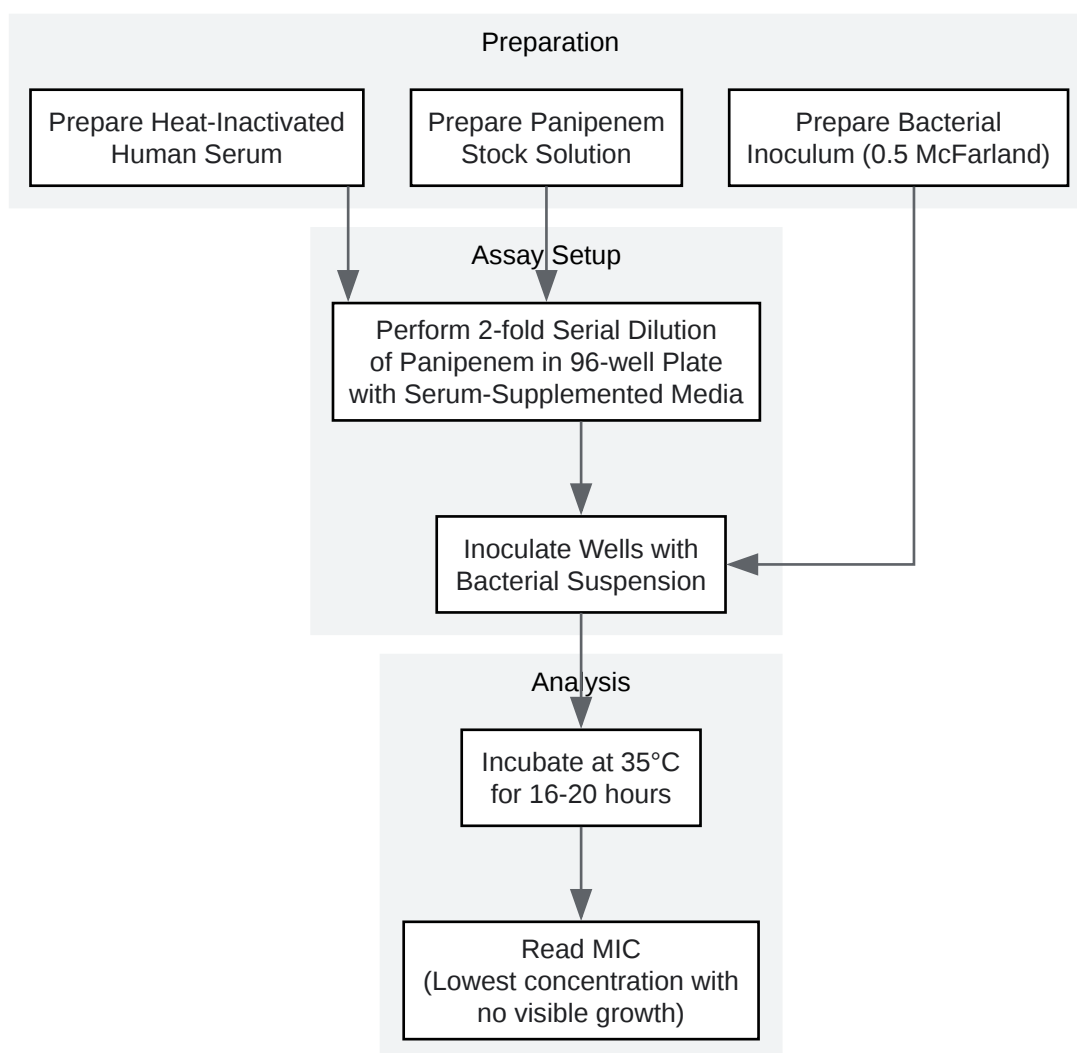 Preparation
Prepare Heat-Inactivated
Human Serum
Prepare Panipenem
Stock Solution
Prepare Bacterial
Inoculum (0.5 McFarland)
Assay Setup
Perform 2-fold Serial Dilution
of Panipenem in 96-well Plate
with Serum-Supplemented Media
Inoculate Wells with
Bacterial Suspension
Analysis
Incubate at 35°C
for 16-20 hours
Read MIC
(Lowest concentration with
no visible growth)